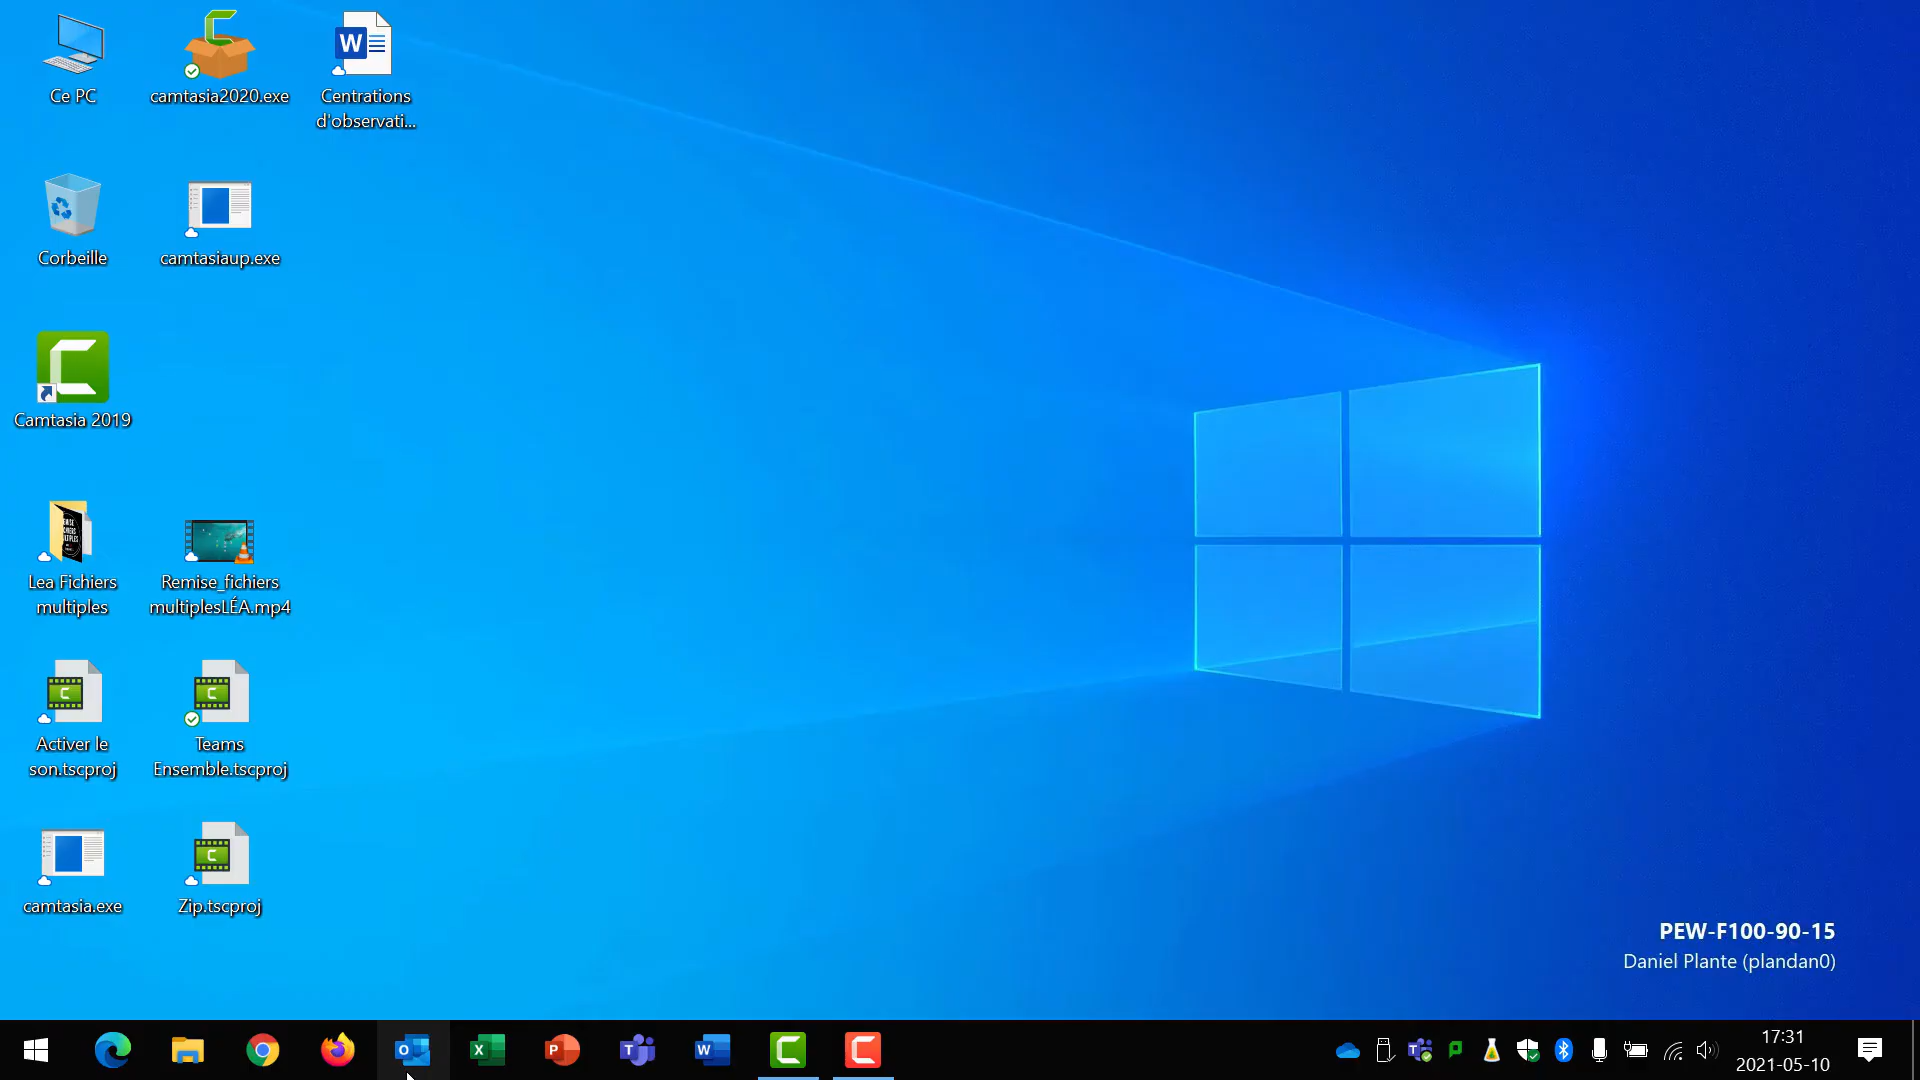 Ce PC
camtasia2020.exe
Centrations
d'observati...
Corbeille
camtasiaup.exe
Camtasia 2019
Lea Fichiers
multiples
Remise_fichiers
multiplesLÉA.mp4
Activer le
son.tscproj
Teams
Ensemble.tscproj
camtasia.exe
Zip.tscproj
PEW-F100-90-15
Daniel Plante (plandan0)
17:31
2021-05-10